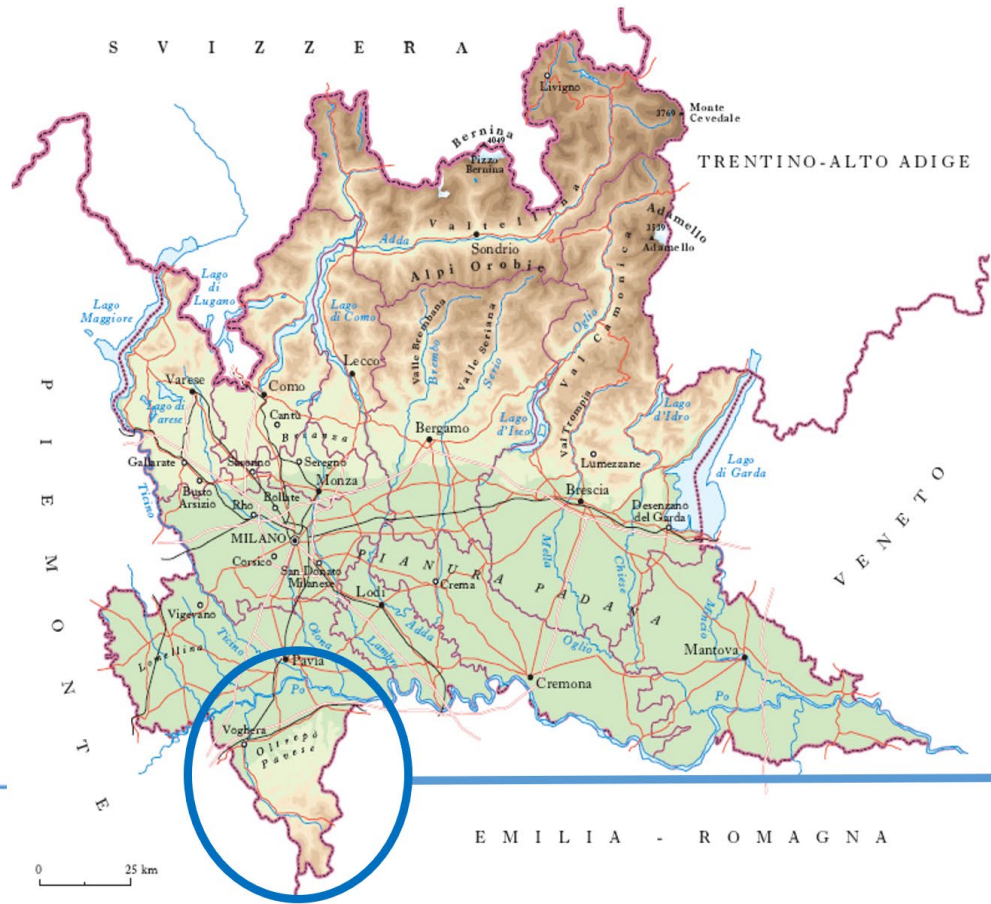 SVIZZERA
Livigno
3769
Monte
Cevedale
Bernina
4049
Pizzo
Bernina
TRENTINO-ALTO ADIGE
Valtellina
Adamello
3539
Adamello
Adda
Sondrio
Alpi Orobie
Lago
di
Lugano
Lago
Maggiore
Lago
di Como
Valle Brembana
Brembo
Valle Seriana
Serio
Oglio
Val Camonica
Lecco
Varese
Como
Lago di
Varese
Cantù
Brianza
Bergamo
Lago
d'Iseo
Val Trompia
Lago
d'Idro
Lumezzane
Lago
di Garda
PIEMONTE
Gallarate
Saronno
Seregno
Monza
Busto
Arsizio
Bollate
Rho
Ticino
Brescia
Desenzano
del Garda
VENETO
MILANO
Corsico
San Donato
Milanese
PIANURA PADANA
Mella
Chiese
Mincio
Crema
Lodi
Adda
Vigevano
Lomellina
Ticino
Olona
Lambro
Oglio
Pavia
Mantova
Cremona
Po
Po
Voghera
Oltrepò
Pavese
EMILIA - ROMAGNA
0 25 km